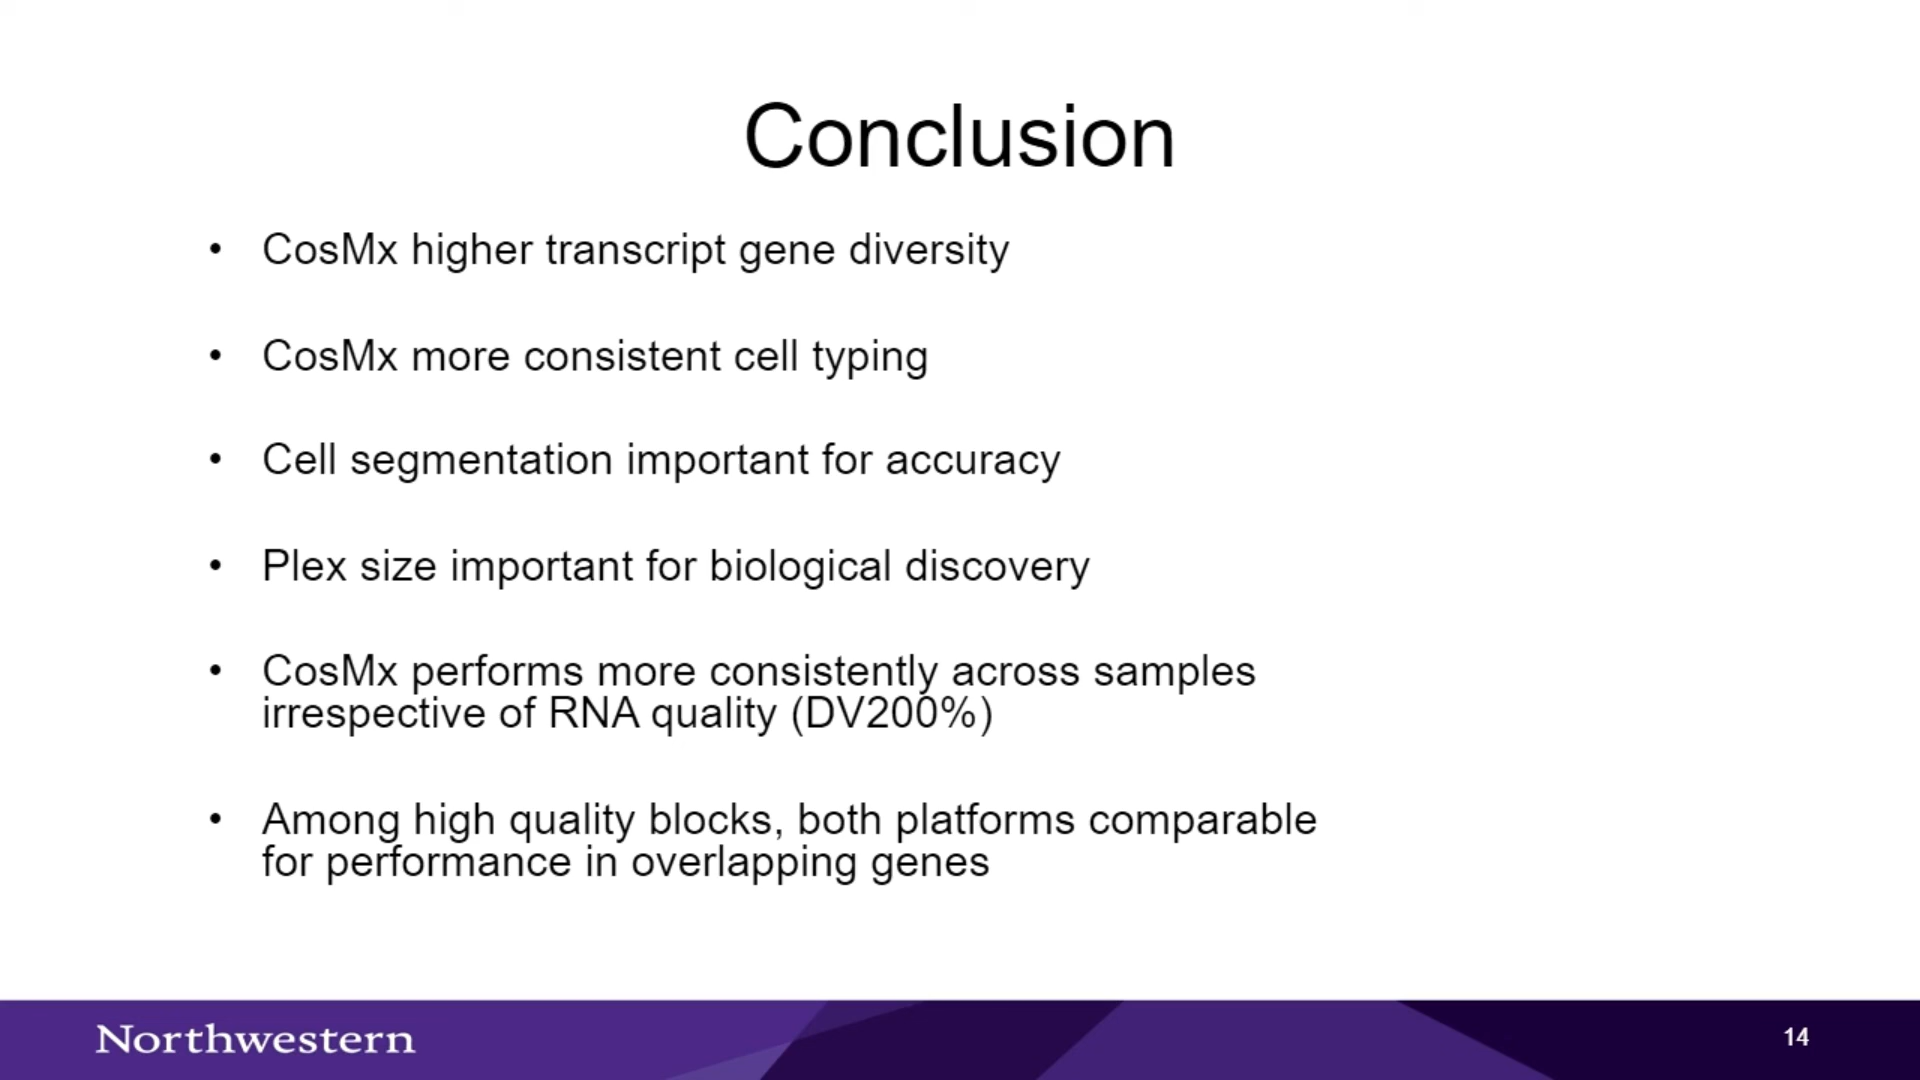 Conclusion
• CosMx higher transcript gene diversity
• CosMx more consistent cell typing
• Cell segmentation important for accuracy
• Plex size important for biological discovery
• CosMx performs more consistently across samples
irrespective of RNA quality (DV200%)
• Among high quality blocks, both platforms comparable
for performance in overlapping genes
Northwestern
14